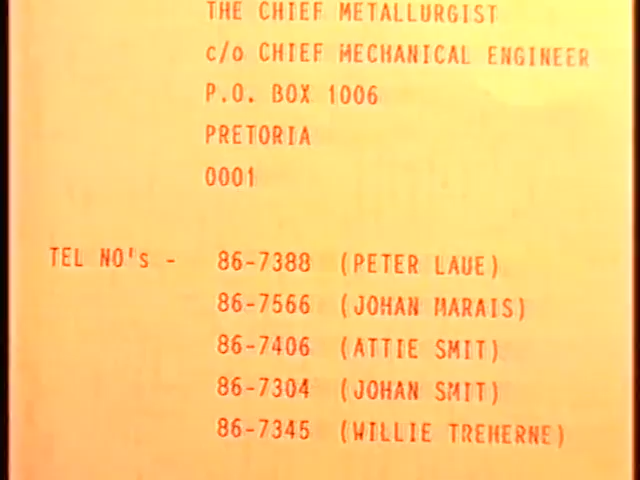 THE CHIEF METALLURGIST
c/o CHIEF MECHANICAL ENGINEER
P.O. BOX 1006
PRETORIA
0001
TEL NO's - 86-7388 (PETER LAUE)
86-7566 (JOHAN MARAIS)
86-7406 (ATTIE SMIT)
86-7304 (JOHAN SMIT)
86-7345 (WILLIE TREHERNE)